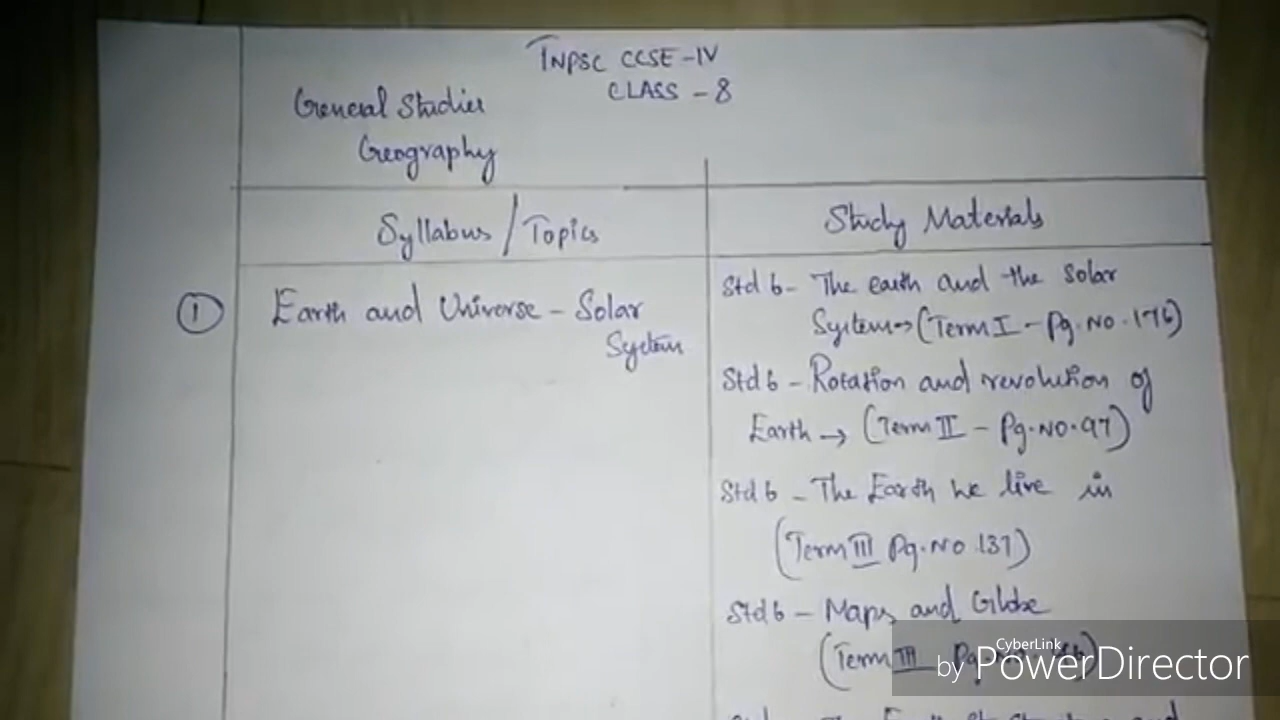 TNPSC CCSE -IV
CLASS - 8
General Studies
Geography
Syllabus / Topics
Study Materials
1
Earth and Universe - Solar
System
Std 6 - The earth and the solar
System → (Term I - Pg.No.176)
Std 6 - Rotation and revolution of
Earth → (Term II - Pg.No.97)
Std 6 - The Earth we live in
(Term III Pg.No.137)
Std 6 - Maps and Globe
(Term III Pg.No.
CyberLink
by PowerDirector